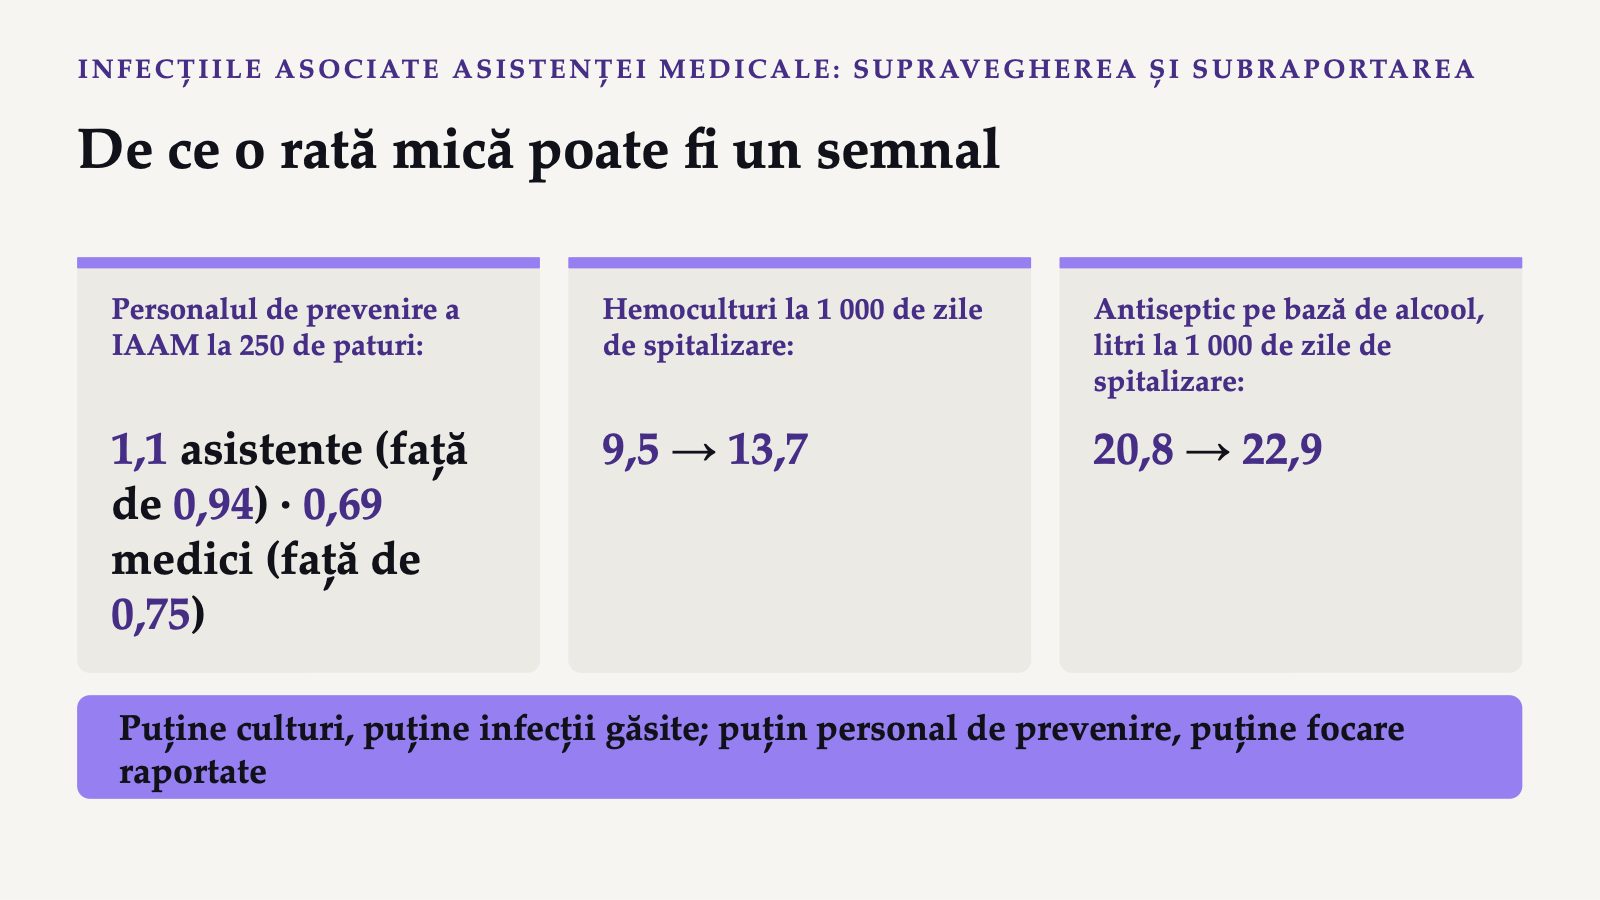 INFECȚIILE ASOCIATE ASISTENȚEI MEDICALE: SUPRAVEGHEREA ȘI SUBRAPORTAREA
De ce o rată mică poate fi un semnal
Personalul de prevenire a
IAAM la 250 de paturi:
1,1 asistente (față
de 0,94) · 0,69
medici (față de
0,75)
Hemoculturi la 1 000 de zile
de spitalizare:
9,5 → 13,7
Antiseptic pe bază de alcool,
litri la 1 000 de zile de
spitalizare:
20,8 → 22,9
Puține culturi, puține infecții găsite; puțin personal de prevenire, puține focare
raportate